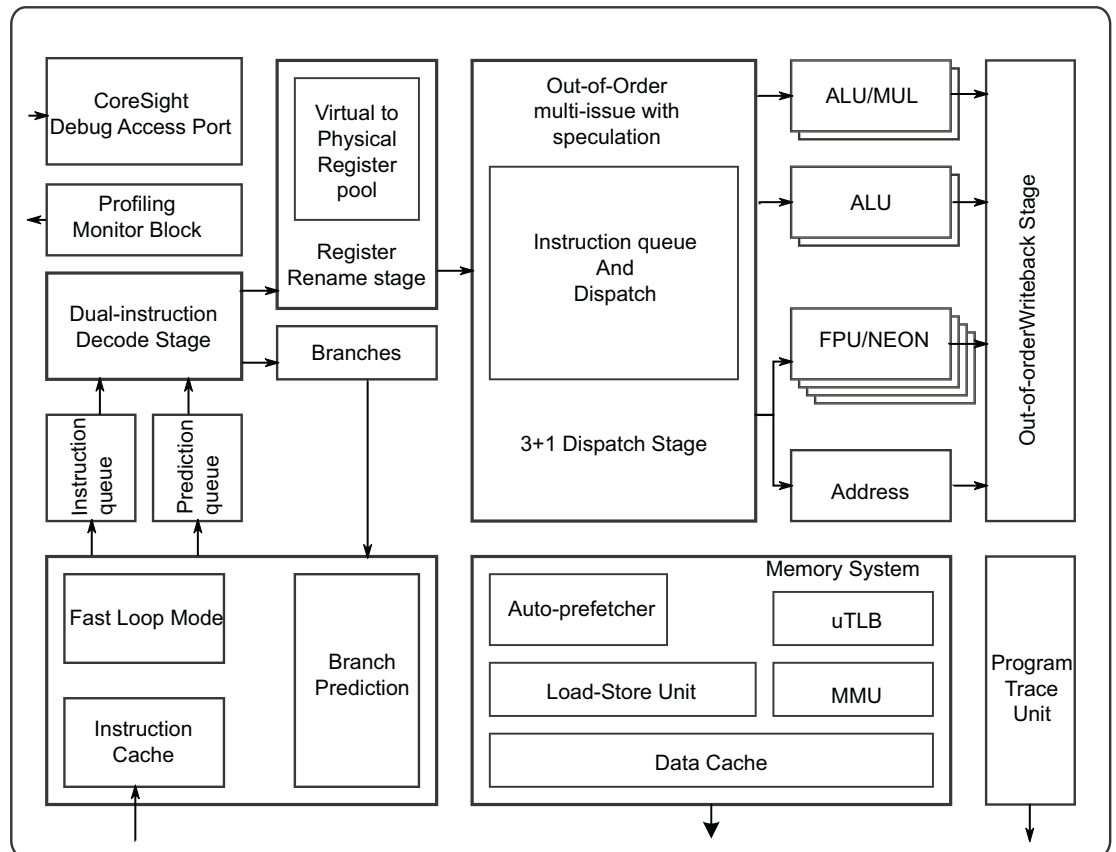 CoreSight
Debug Access Port
Profiling
Monitor Block
Dual-instruction
Decode Stage
Instruction
queue
Prediction
queue
Virtual to
Physical
Register
pool
Register
Rename stage
Branches
Out-of-Order
multi-issue with
speculation
Instruction queue
And
Dispatch
3+1 Dispatch Stage
ALU/MUL
ALU
FPU/NEON
Address
Out-of-orderWriteback Stage
Fast Loop Mode
Instruction
Cache
Branch
Prediction
Memory System
Auto-prefetcher
uTLB
Load-Store Unit
MMU
Data Cache
Program
Trace
Unit